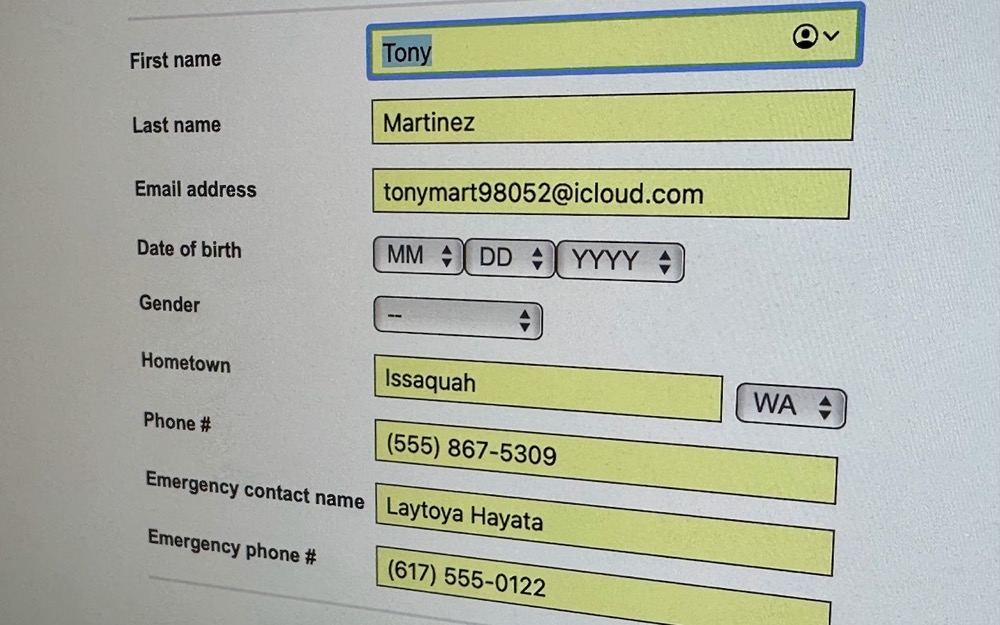 First name Tony
Last name Martinez
Email address tonymart98052@icloud.com
Date of birth MM DD YYYY
Gender --
Hometown Issaquah WA
Phone # (555) 867-5309
Emergency contact name Laytoya Hayata
Emergency phone # (617) 555-0122